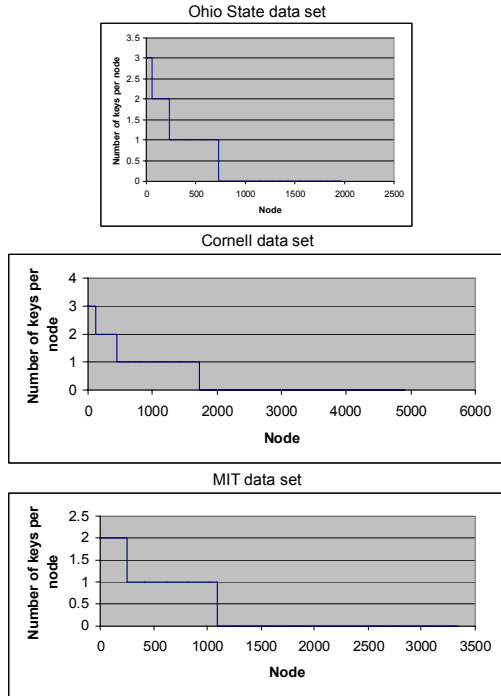 Ohio State data set
Number of keys per node
3.5
3
2.5
2
1.5
1
0.5
0
0 500 1000 1500 2000 2500
Node
Cornell data set
Number of keys per
node
4
3
2
1
0
0 1000 2000 3000 4000 5000 6000
Node
MIT data set
Number of keys per
node
2.5
2
1.5
1
0.5
0
0 500 1000 1500 2000 2500 3000 3500
Node